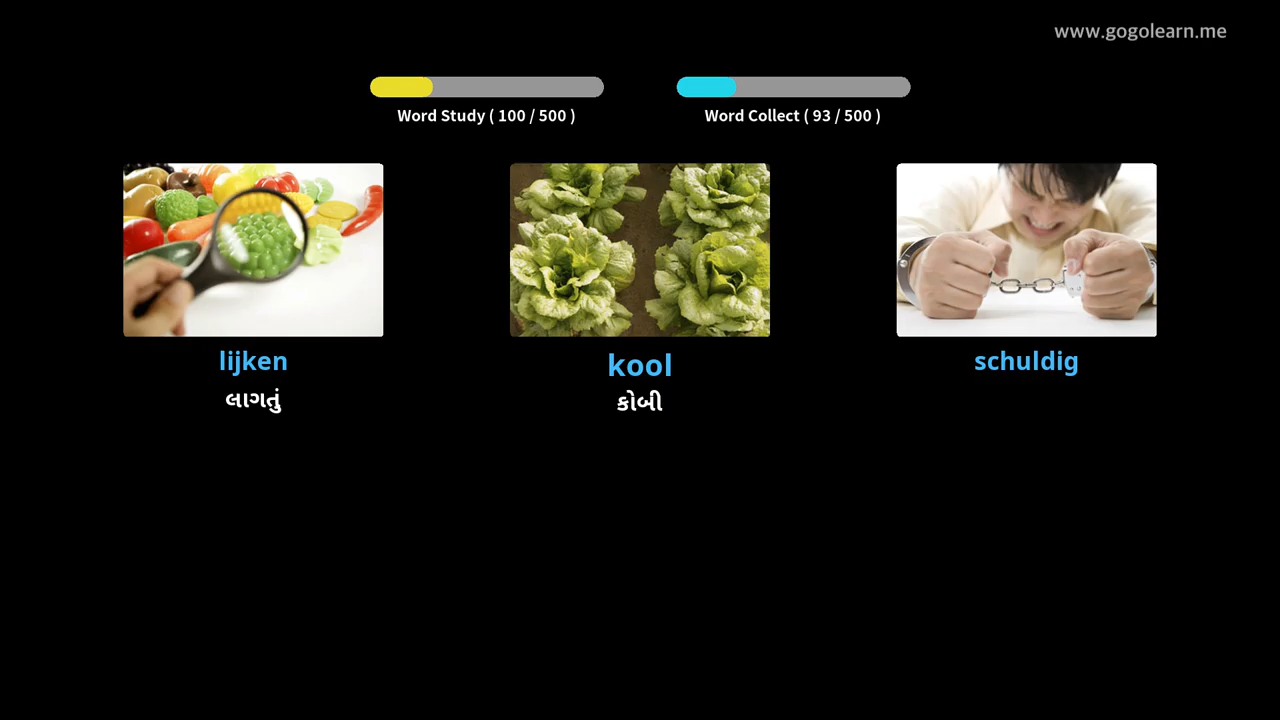 www.gogolearn.me
Word Study ( 100 / 500 )
Word Collect ( 93 / 500 )
lijken
kool
schuldig
લાગતું
કોબી